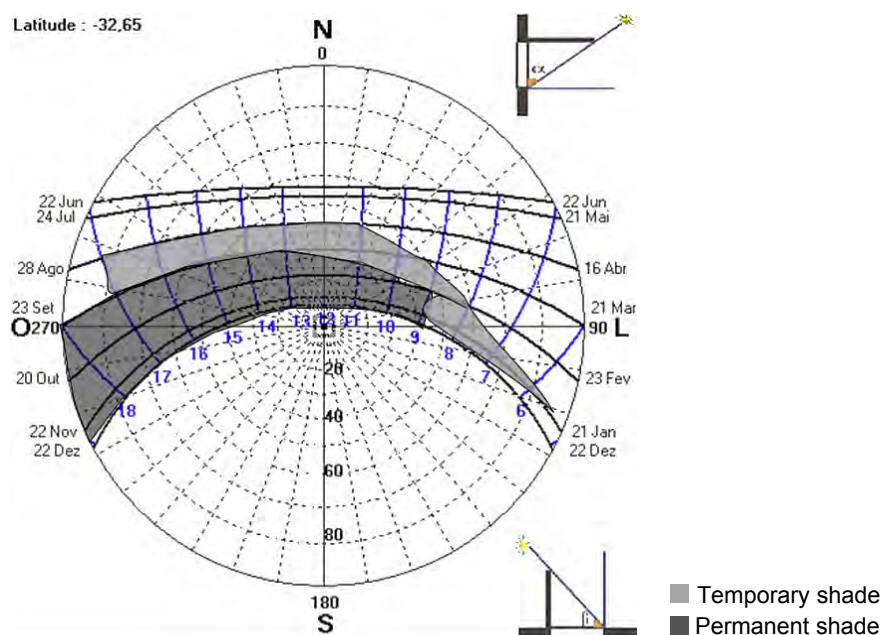 Latitude : -32,65
N
0
22 Jun
24 Jul
28 Ago
23 Set
O 270
20 Out
22 Nov
22 Dez
22 Jun
21 Mai
16 Abr
21 Mar
90 L
23 Fev
21 Jan
22 Dez
18
17
16
15
14
13
12
11
10
9
8
7
6
20
40
60
80
180
S
Temporary shade
Permanent shade